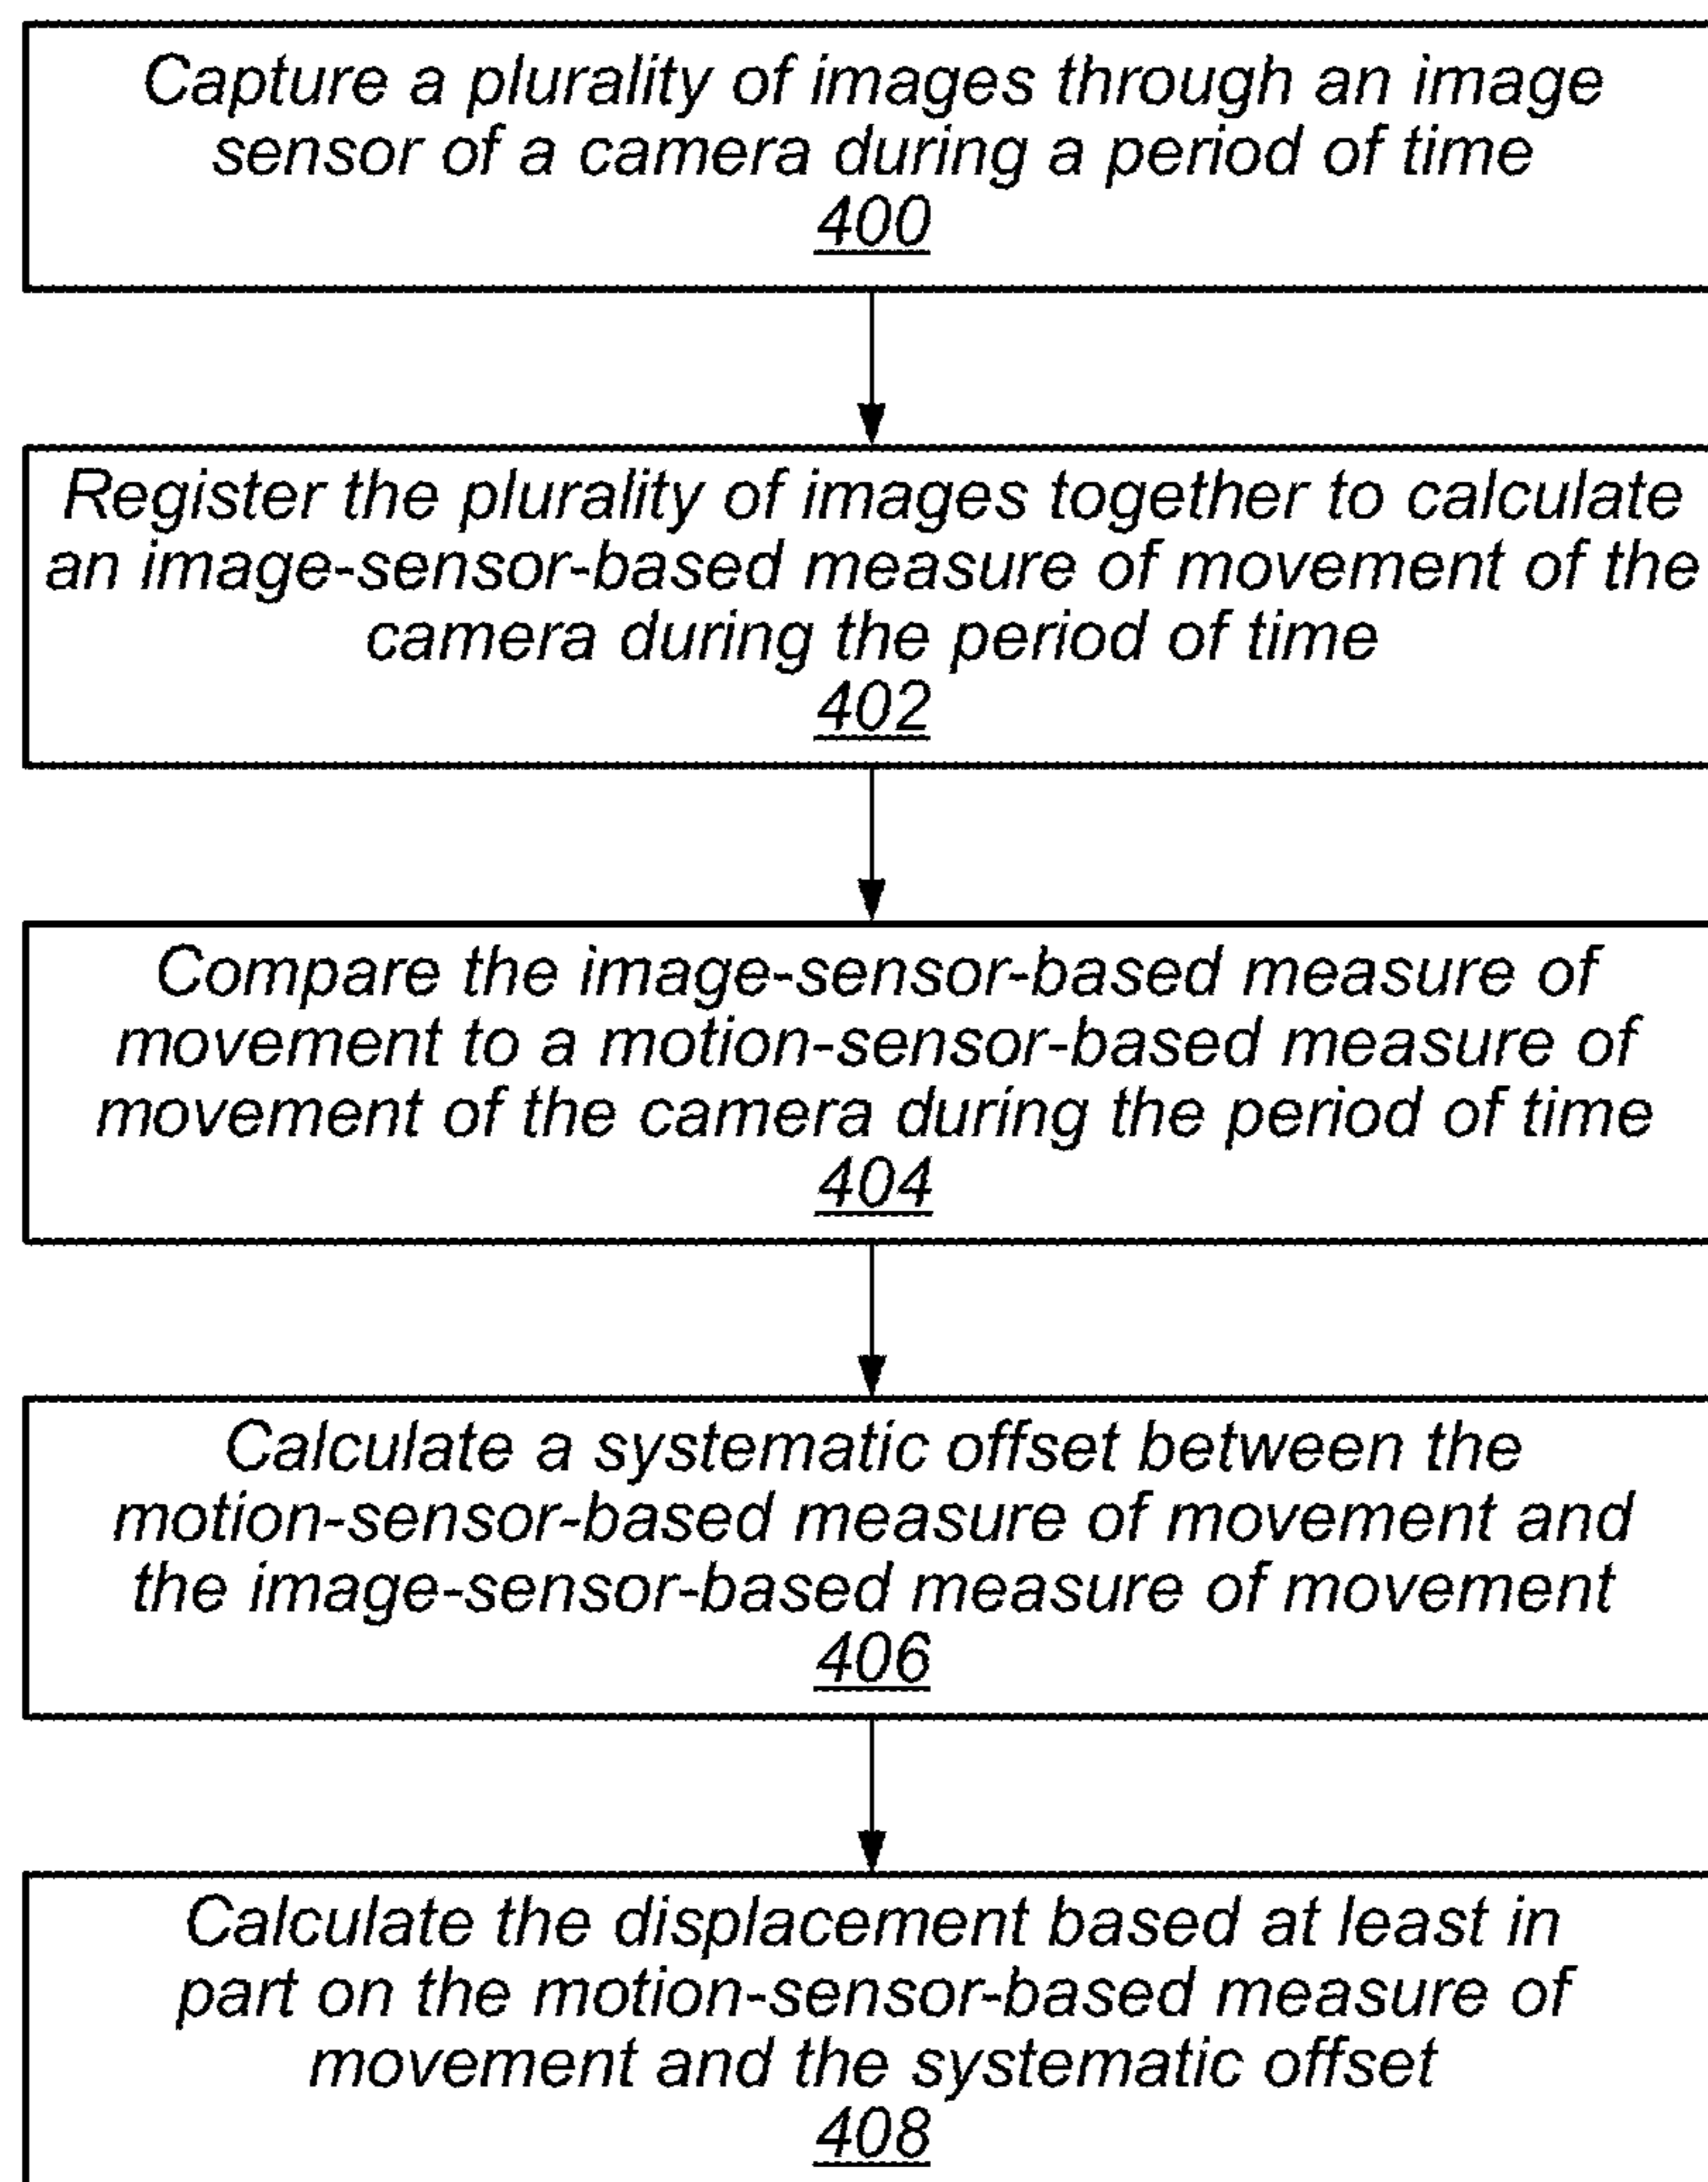 Capture a plurality of images through an image
sensor of a camera during a period of time
400
Register the plurality of images together to calculate
an image-sensor-based measure of movement of the
camera during the period of time
402
Compare the image-sensor-based measure of
movement to a motion-sensor-based measure of
movement of the camera during the period of time
404
Calculate a systematic offset between the
motion-sensor-based measure of movement and
the image-sensor-based measure of movement
406
Calculate the displacement based at least in
part on the motion-sensor-based measure of
movement and the systematic offset
408